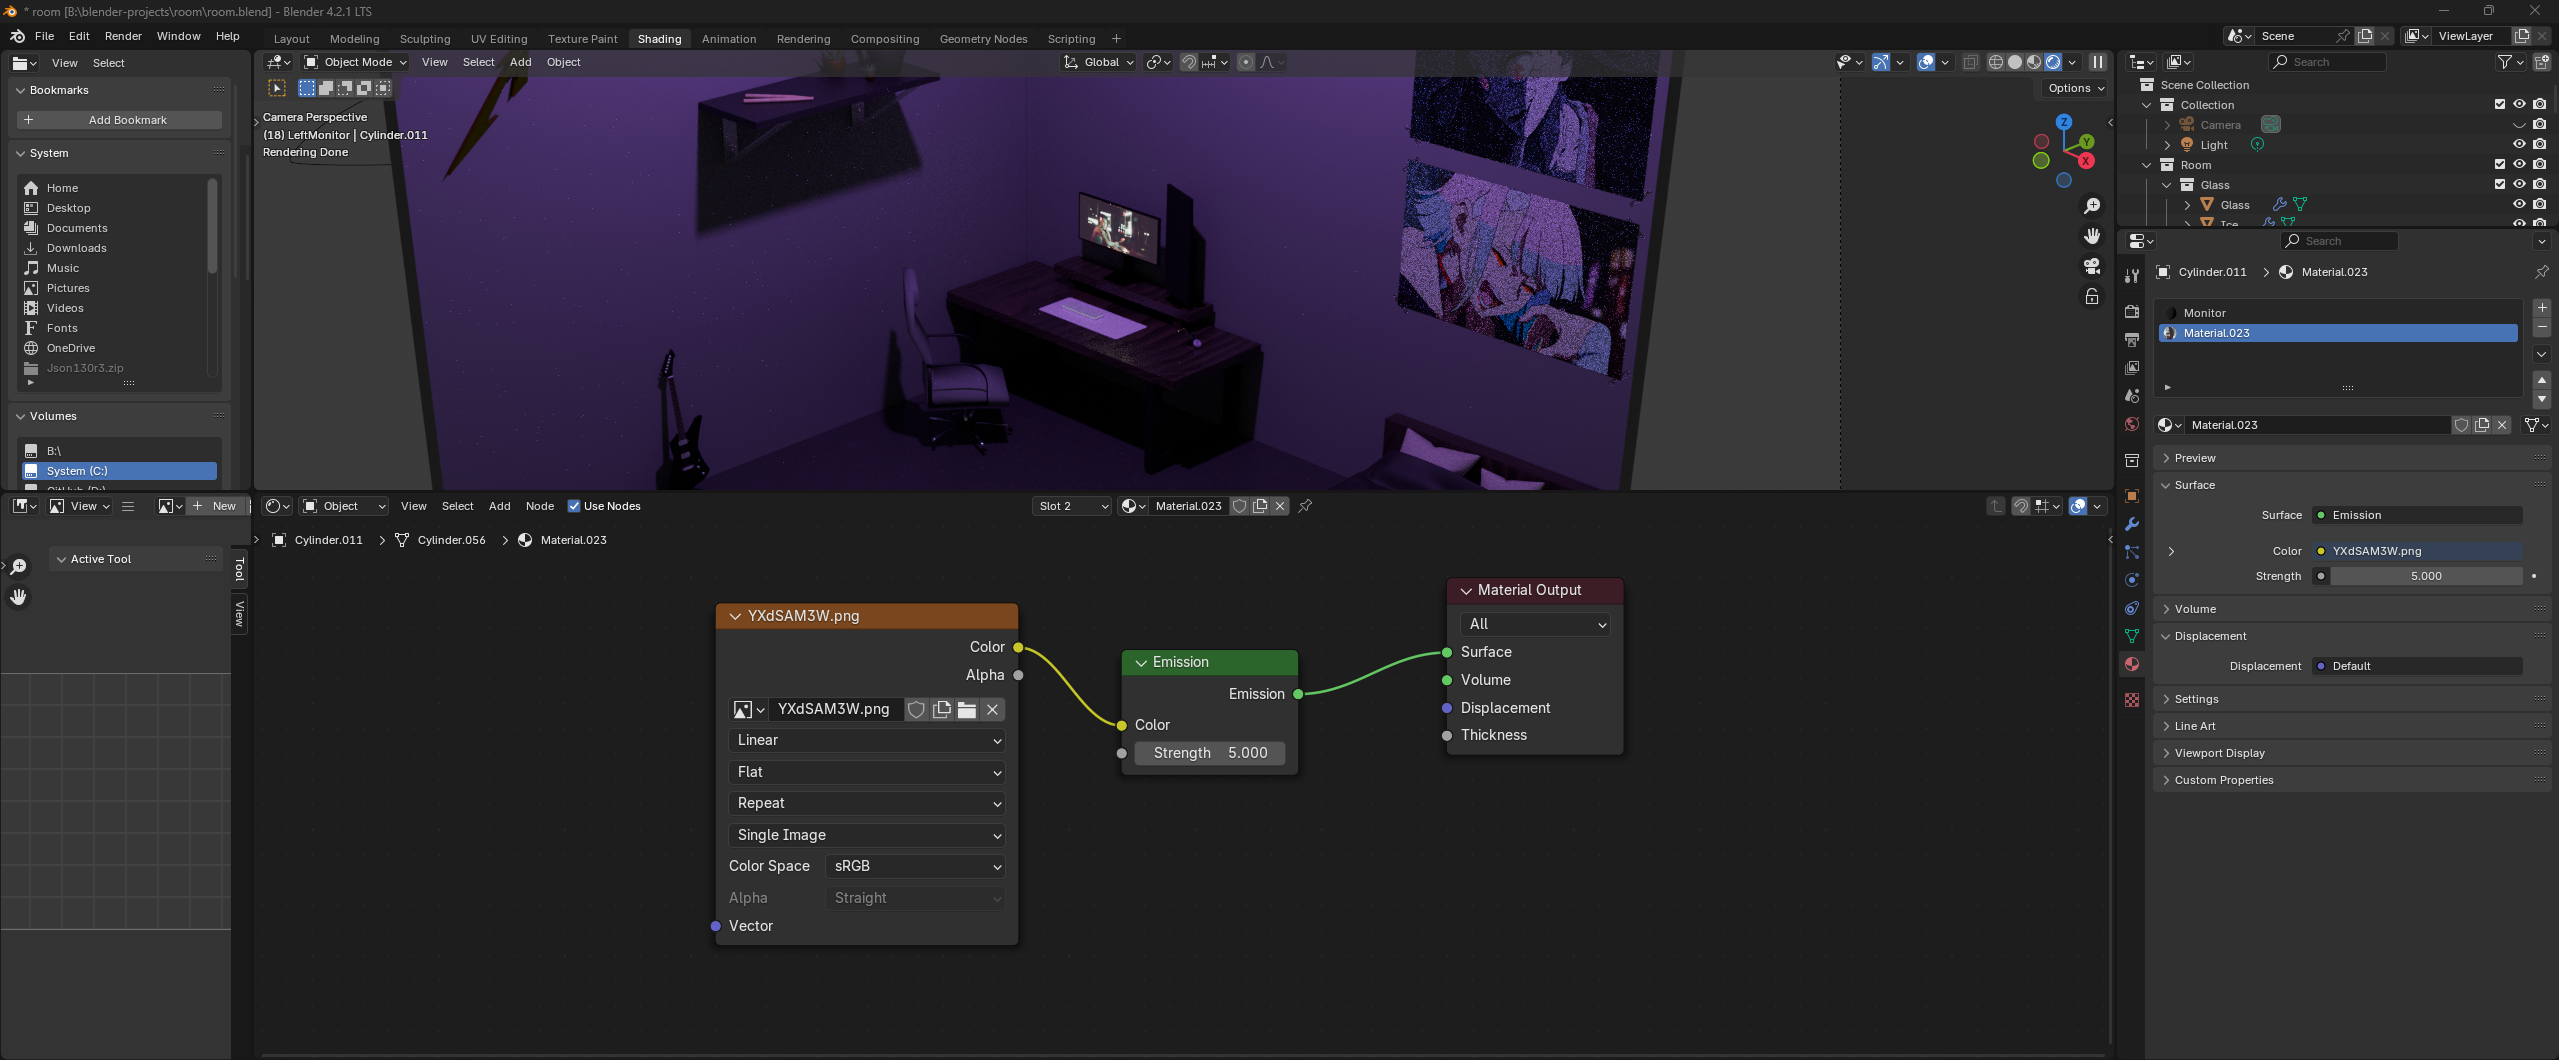 * room [B:\blender-projects\room\room.blend] - Blender 4.2.1 LTS
File Edit Render Window Help
Layout Modeling Sculpting UV Editing Texture Paint Shading Animation Rendering Compositing Geometry Nodes Scripting +
Scene
ViewLayer
View Select
Bookmarks
Add Bookmark
System
Home
Desktop
Documents
Downloads
Music
Pictures
Videos
Fonts
OneDrive
Json130r3.zip
Volumes
B:\
System (C:)
GitHub (D:)
Object Mode View Select Add Object
Global
Options
Camera Perspective
(18) LeftMonitor | Cylinder.011
Rendering Done
Z
Y
X
Search
Scene Collection
Collection
Camera
Light
Room
Glass
Glass
Ice
Search
Cylinder.011 > Material.023
Monitor
Material.023
Material.023
Preview
Surface
Surface Emission
Color YXdSAM3W.png
Strength 5.000
Volume
Displacement
Displacement Default
Settings
Line Art
Viewport Display
Custom Properties
View
New
Active Tool
Tool
View
Object View Select Add Node Use Nodes
Slot 2
Material.023
Cylinder.011 > Cylinder.056 > Material.023
YXdSAM3W.png
Color
Alpha
YXdSAM3W.png
Linear
Flat
Repeat
Single Image
Color Space sRGB
Alpha Straight
Vector
Emission
Emission
Color
Strength 5.000
Material Output
All
Surface
Volume
Displacement
Thickness